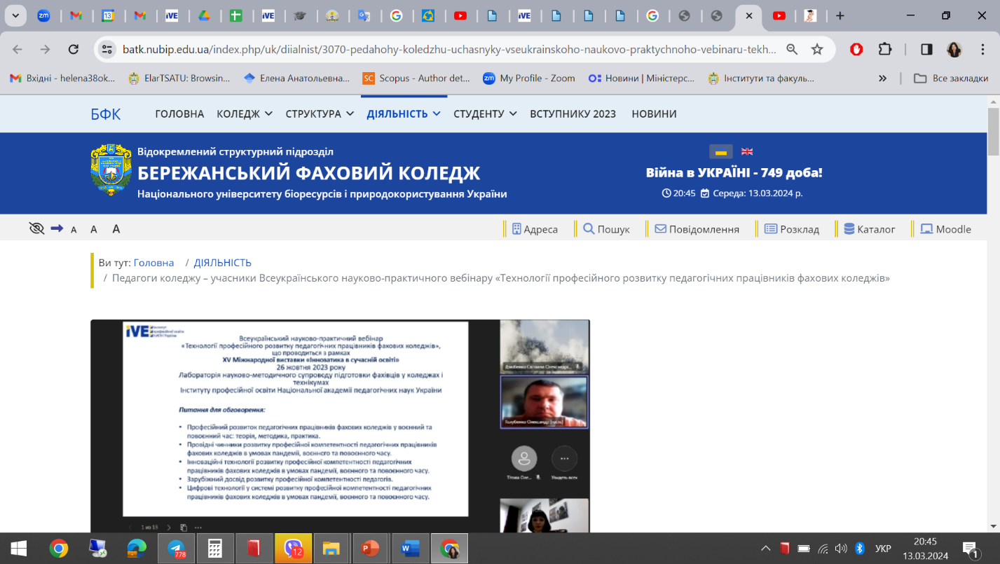 zm
13
iVE
iVE
iVE
batk.nubip.edu.ua/index.php/uk/diialnist/3070-pedahohy-koledzhu-uchasnyky-vseukrainskoho-naukovo-praktychnoho-vebinaru-tekh...
Вхідні - helena38ok...
ElarTSATU: Browsin...
Елена Анатольевна...
SC Scopus - Author det...
zm My Profile - Zoom
Новини | Міністерс...
Інститути та факуль...
»
Все закладки
БФК
ГОЛОВНА
КОЛЕДЖ
СТРУКТУРА
ДІЯЛЬНІСТЬ
СТУДЕНТУ
ВСТУПНИКУ 2023
НОВИНИ
Відокремлений структурний підрозділ
БЕРЕЖАНСЬКИЙ ФАХОВИЙ КОЛЕДЖ
Національного університету біоресурсів і природокористування України
Війна в УКРАЇНІ - 749 доба!
20:45 Середа: 13.03.2024 р.
A A A
Адреса
Пошук
Повідомлення
Розклад
Каталог
Moodle
Ви тут: Головна / ДІЯЛЬНІСТЬ
/ Педагоги коледжу – учасники Всеукраїнського науково-практичного вебінару «Технології професійного розвитку педагогічних працівників фахових коледжів»
iVE
Всеукраїнський науково-практичний вебінар
«Технології професійного розвитку педагогічних працівників фахових коледжів»,
що проводиться з рамках
XV Міжнародної виставки «Інноватика в сучасній освіті»
26 жовтня 2023 року
Лабораторія науково-методичного супроводу підготовки фахівців у коледжах і
технікумах
Інституту професійної освіти Національної академії педагогічних наук України
Питання для обговорення:
• Професійний розвиток педагогічних працівників фахових коледжів у воєнний та
повоєнний час: теорія, методика, практика.
• Провідні чинники розвитку професійної компетентності педагогічних працівників
фахових коледжів в умовах пандемії, воєнного та повоєнного часу.
• Інноваційні технології розвитку професійної компетентності педагогічних
працівників фахових коледжів в умовах пандемії, воєнного та повоєнного часу.
• Зарубіжний досвід розвитку професійної компетентності педагогів.
• Цифрові технології у системі розвитку професійної компетентності педагогічних
працівників фахових коледжів в умовах пандемії, воєнного та повоєнного часу.
1 из 13
Голубенко Олександр
Тітова Оле...
Увидеть всех
778
12
УКР
20:45
13.03.2024
1